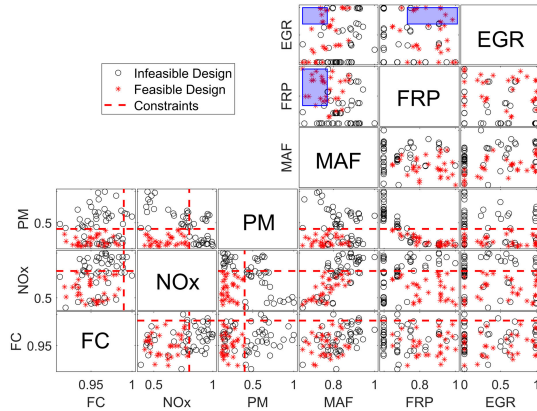 EGR
EGR
Infeasible Design
Feasible Design
Constraints
FRP
FRP
MAF
MAF
PM
0.5
PM
NOx
0.5
NOx
FC
0.95
FC
0.95 1 0.5 1 0.5 1 0.8 1 0.8 1 0 0.5 1
FC NOx PM MAF FRP EGR